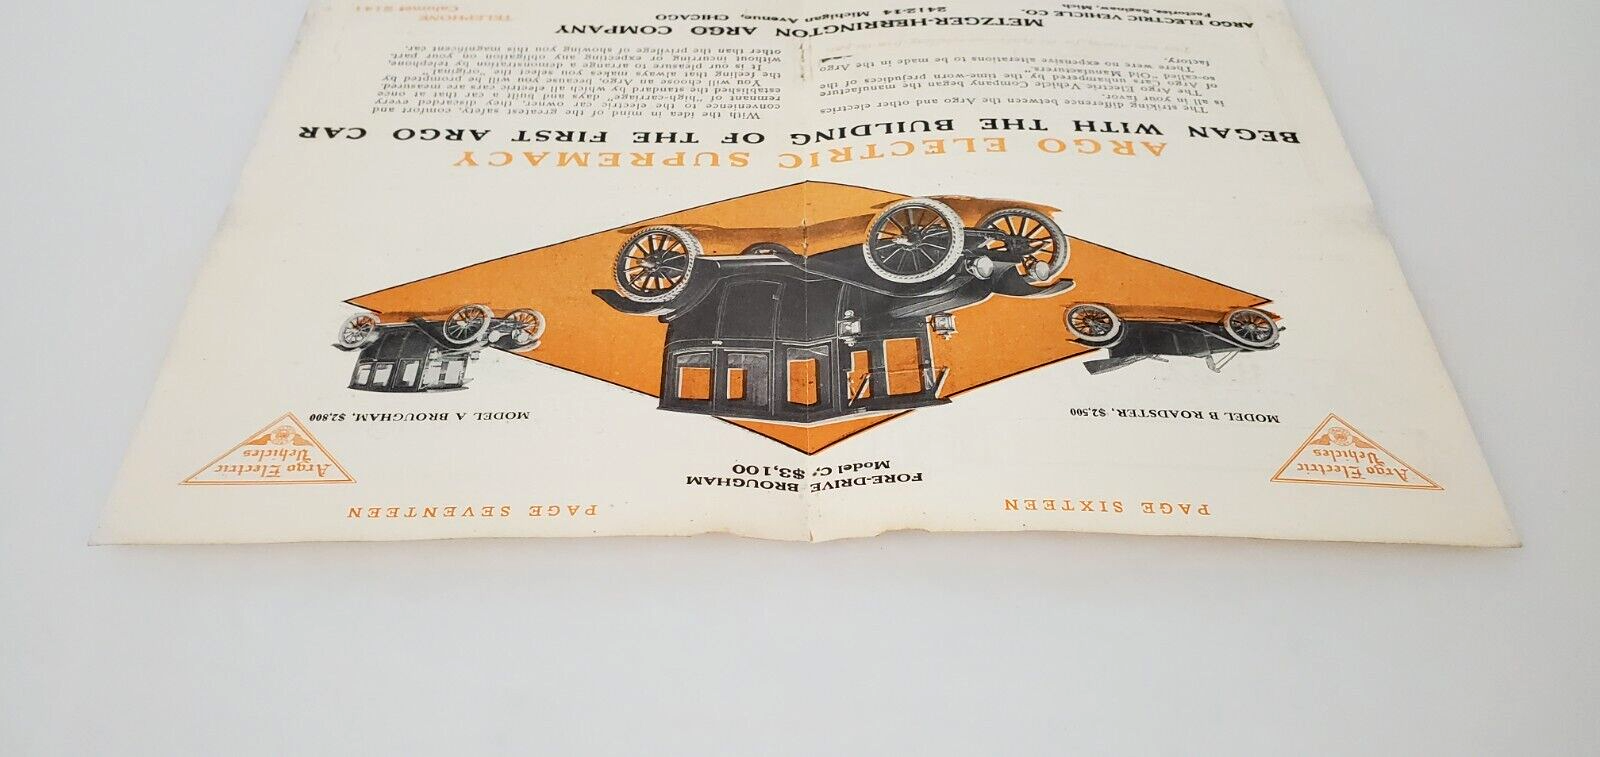 PAGE SIXTEEN
PAGE SEVENTEEN
Argo Electric
Vehicles
FORE-DRIVE BROUGHAM
Model C, $3,100
Argo Electric
Vehicles
MODEL B ROADSTER, $2,500
MODEL A BROUGHAM, $2,800
ARGO ELECTRIC SUPREMACY
BEGAN WITH THE BUILDING OF THE FIRST ARGO CAR
The striking difference between the Argo and other electrics
is all in your favor.
The Argo Electric Vehicle Company began the manufacture
of Argo Cars unhampered by the time-worn prejudices of the
so-called "Old Manufacturers."
There were no expensive alterations to be made in the Argo
factory.
With the idea in mind of the greatest safety, comfort and
convenience to the electric car owner, they discarded every
remnant of "high-carriage" days and built a car that at once
established the standard by which all electric cars are measured.
You will choose an Argo, because you will be prompted by
the feeling that always makes you select the "original"
It is our pleasure to arrange a demonstration by telephone,
without incurring or expecting any obligation on your part,
other than the privilege of showing you this magnificent car.
METZGER-HERRINGTON ARGO COMPANY
ARGO ELECTRIC VEHICLE CO.
Factories, Saginaw, Mich
2412-14 Michigan Avenue, CHICAGO
TELEPHONE
Calumet 2141